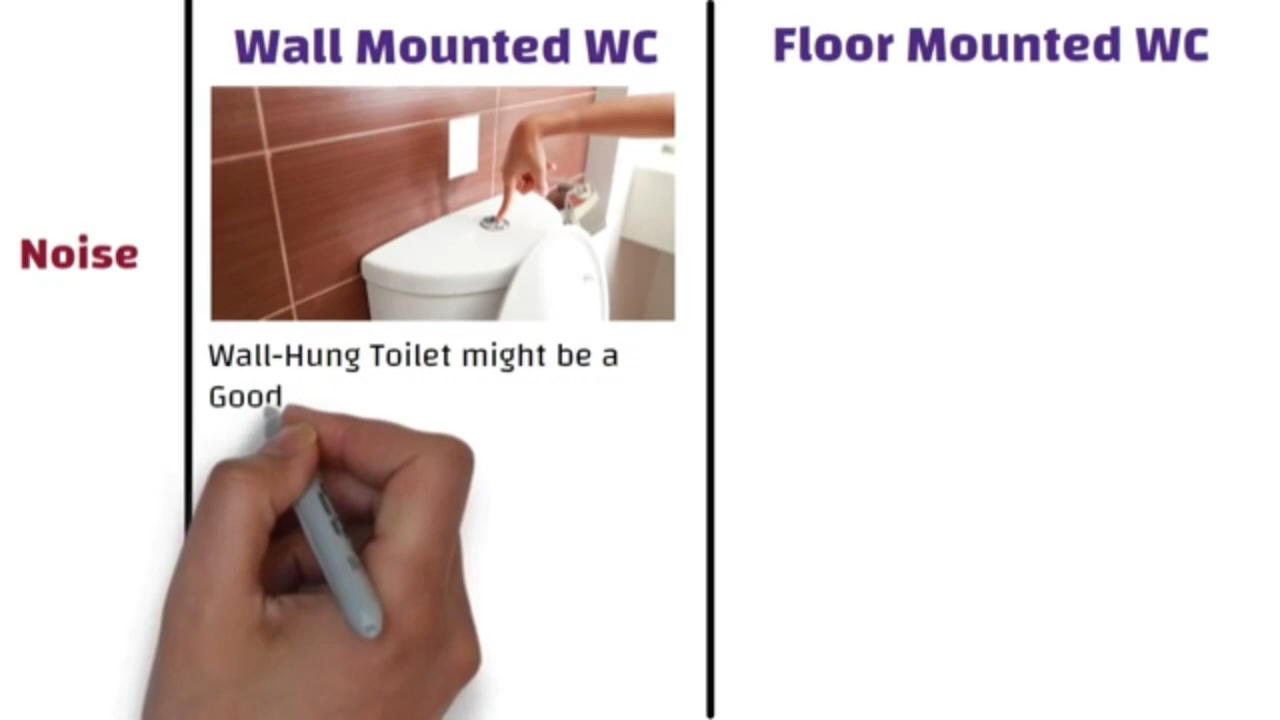 Wall Mounted WC
Floor Mounted WC
Noise
Wall-Hung Toilet might be a
Good